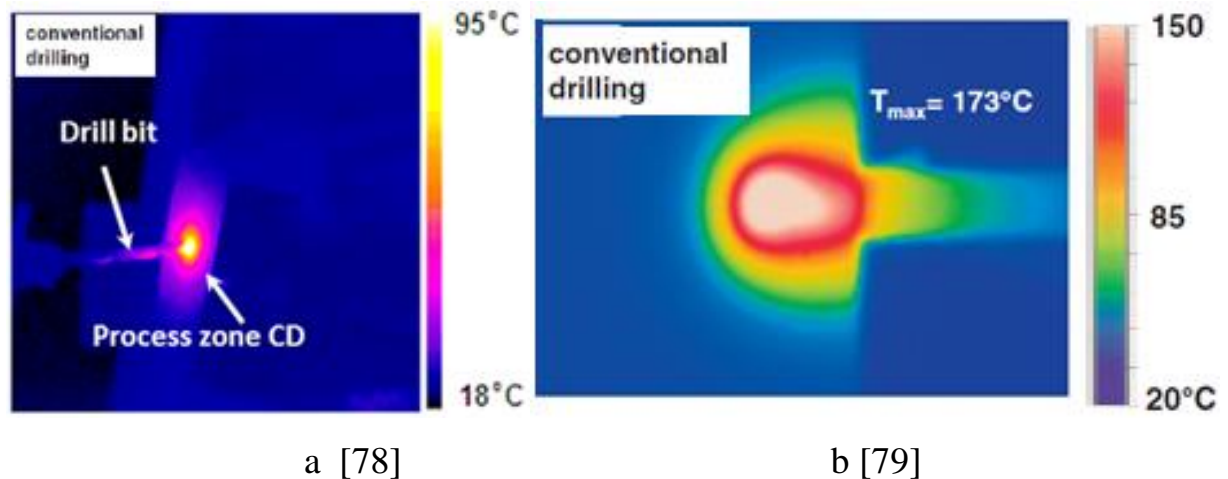 conventional
drilling
Drill bit
Process zone CD
95°C
18°C
conventional
drilling
Tmax= 173°C
150
85
20°C
a [78]
b [79]